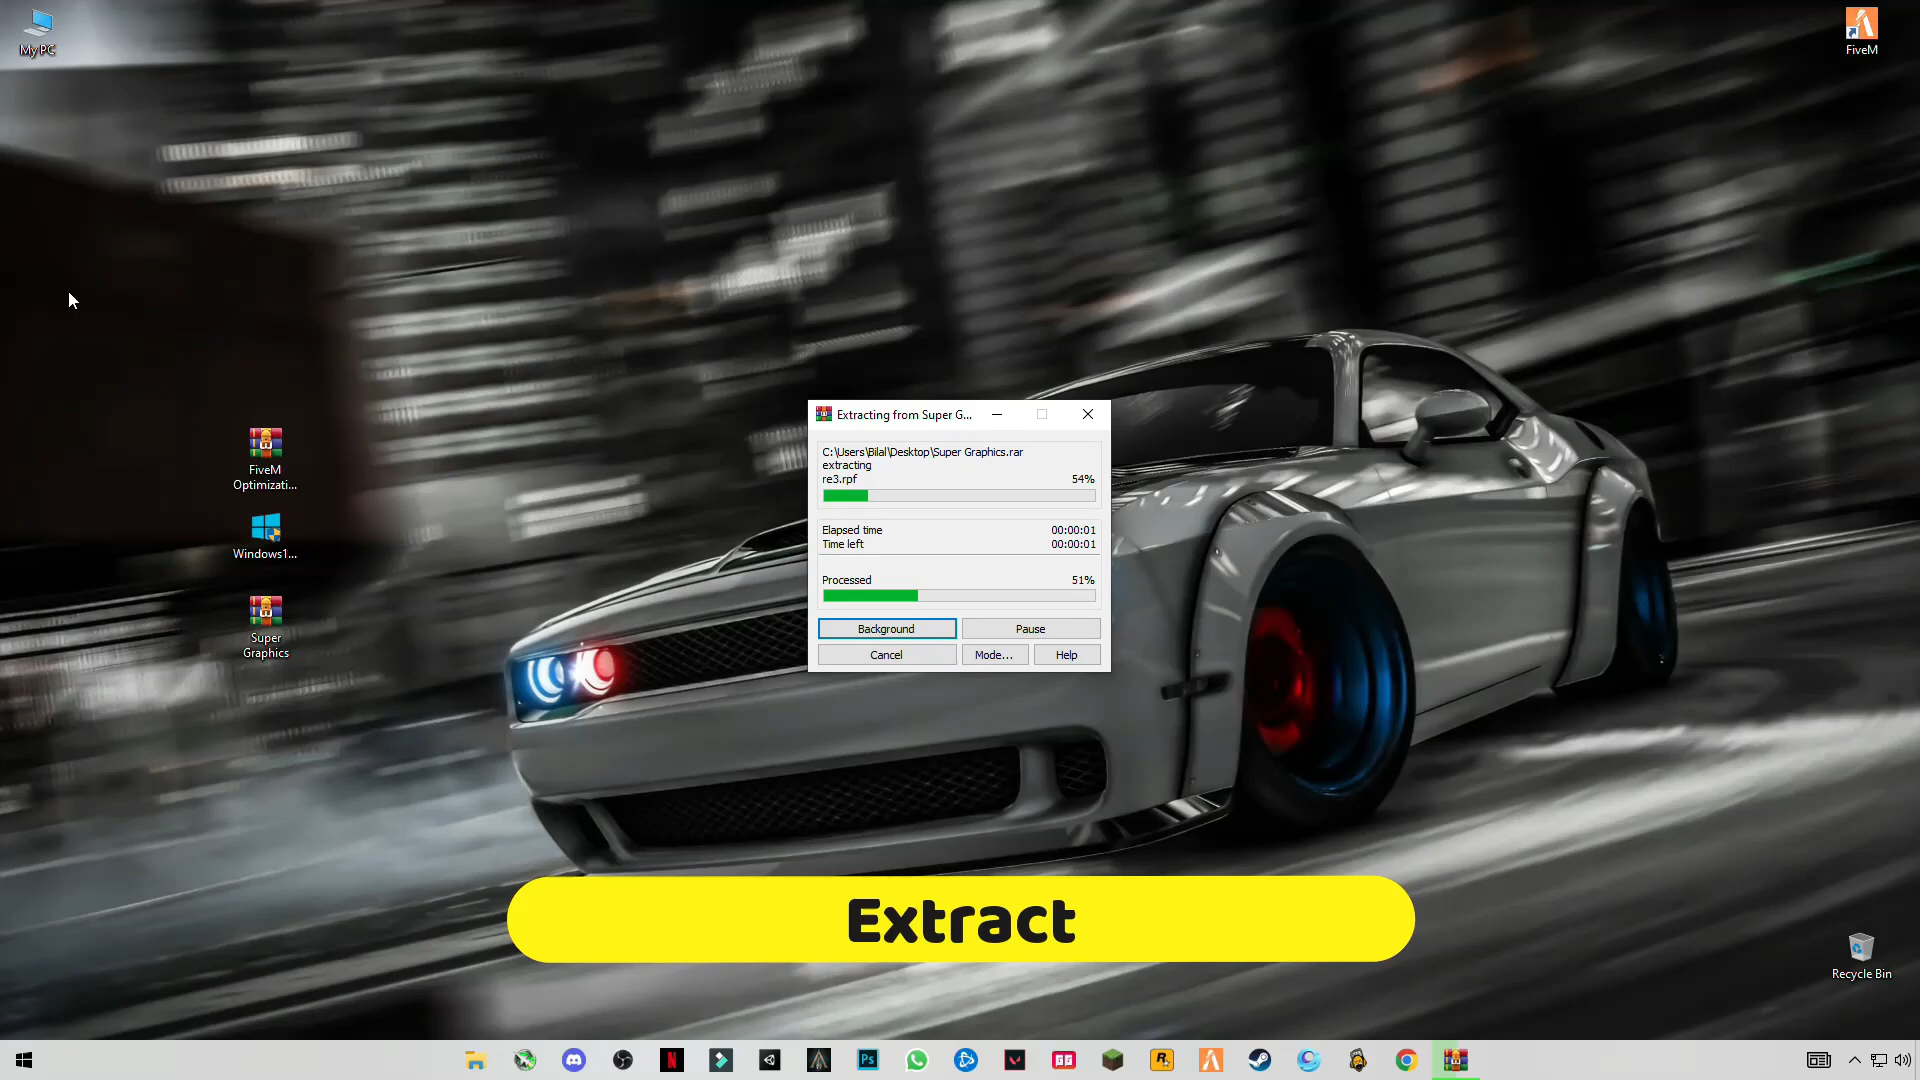 My PC
FiveM
FiveM
Optimizati...
Windows1...
Super
Graphics
Extracting from Super G...
C:\Users\Bilal\Desktop\Super Graphics.rar
extracting
re3.rpf 54%
Elapsed time 00:00:01
Time left 00:00:01
Processed 51%
Background Pause
Cancel Mode... Help
Extract
Recycle Bin
Ps